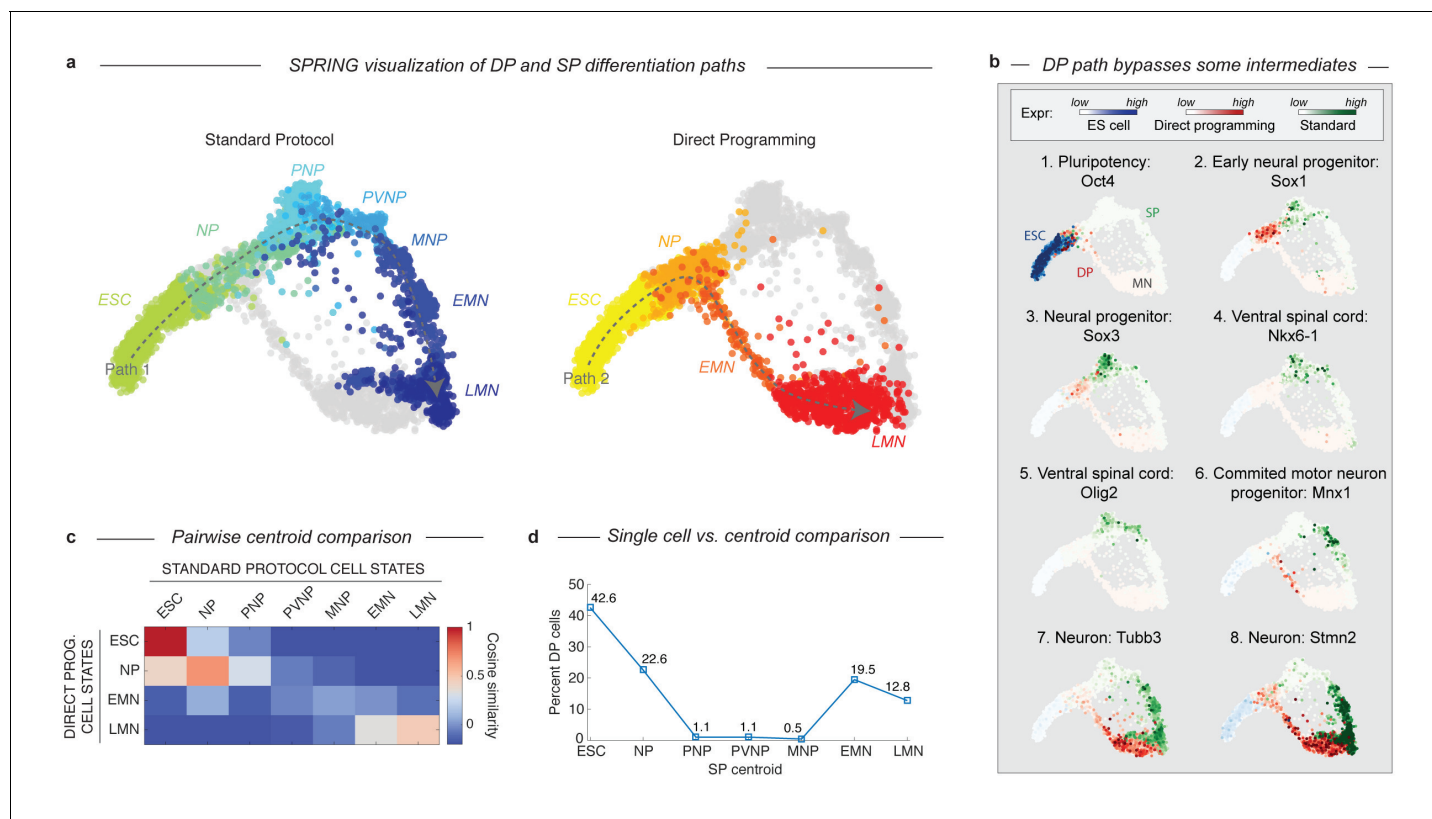 a
SPRING visualization of DP and SP differentiation paths
Standard Protocol
PNP
PVNP
NP
MNP
ESC
EMN
Path 1
LMN
Direct Programming
NP
ESC
EMN
Path 2
LMN
b
DP path bypasses some intermediates
Expr:
low high
ES cell
low high
Direct programming
low high
Standard
1. Pluripotency:
Oct4
SP
ESC
DP
MN
2. Early neural progenitor:
Sox1
3. Neural progenitor:
Sox3
4. Ventral spinal cord:
Nkx6-1
5. Ventral spinal cord:
Olig2
6. Commited motor neuron
progenitor: Mnx1
7. Neuron: Tubb3
8. Neuron: Stmn2
c
Pairwise centroid comparison
STANDARD PROTOCOL CELL STATES
ESC NP PNP PVNP MNP EMN LMN
DIRECT PROG.
CELL STATES
ESC
NP
EMN
LMN
1
0.5
0
Cosine similarity
d
Single cell vs. centroid comparison
Percent DP cells
50
40
30
20
10
0
42.6
22.6
1.1
1.1
0.5
19.5
12.8
ESC NP PNP PVNP MNP EMN LMN
SP centroid